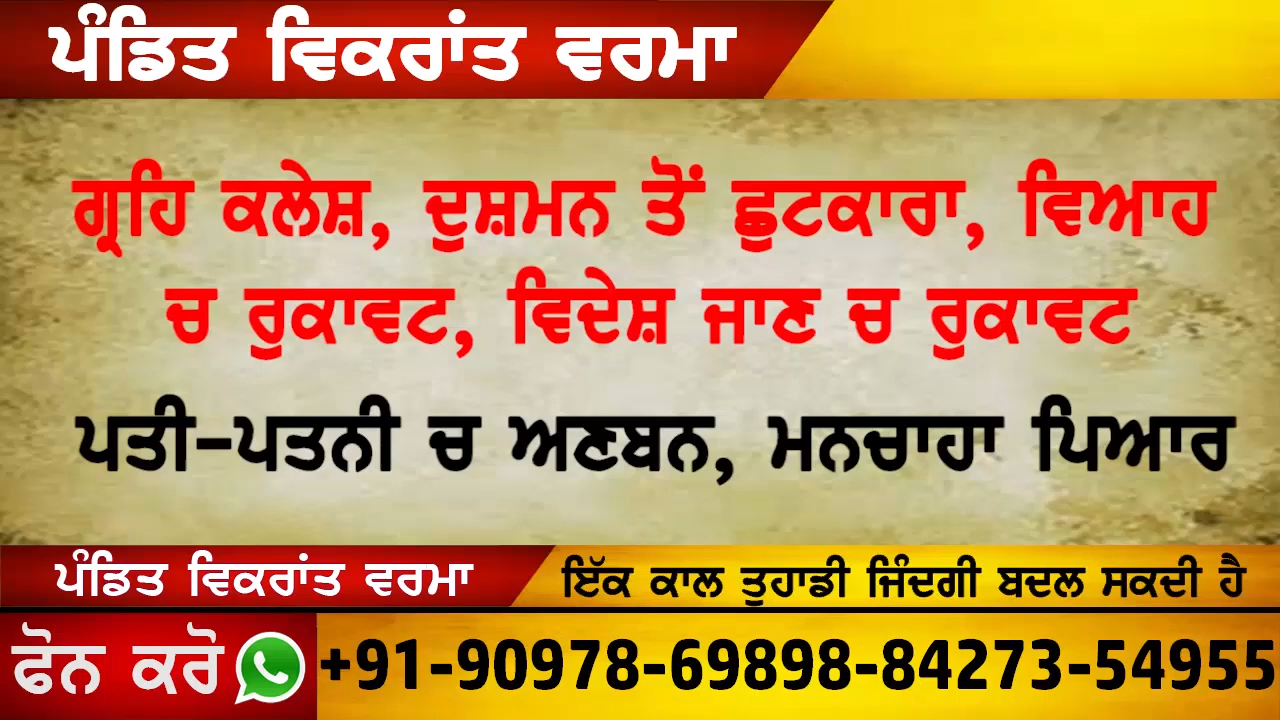 ਪੰਡਿਤ ਵਿਕਰਾਂਤ ਵਰਮਾ
ਗ੍ਰਹਿ ਕਲੇਸ਼, ਦੁਸ਼ਮਨ ਤੋਂ ਛੁਟਕਾਰਾ, ਵਿਆਹ
ਚ ਰੁਕਾਵਟ, ਵਿਦੇਸ਼ ਜਾਣ ਚ ਰੁਕਾਵਟ
ਪਤੀ-ਪਤਨੀ ਚ ਅਣਬਨ, ਮਨਚਾਹਾ ਪਿਆਰ
ਪੰਡਿਤ ਵਿਕਰਾਂਤ ਵਰਮਾ
ਇੱਕ ਕਾਲ ਤੁਹਾਡੀ ਜਿੰਦਗੀ ਬਦਲ ਸਕਦੀ ਹੈ
ਫੋਨ ਕਰੋ +91-90978-69898-84273-54955